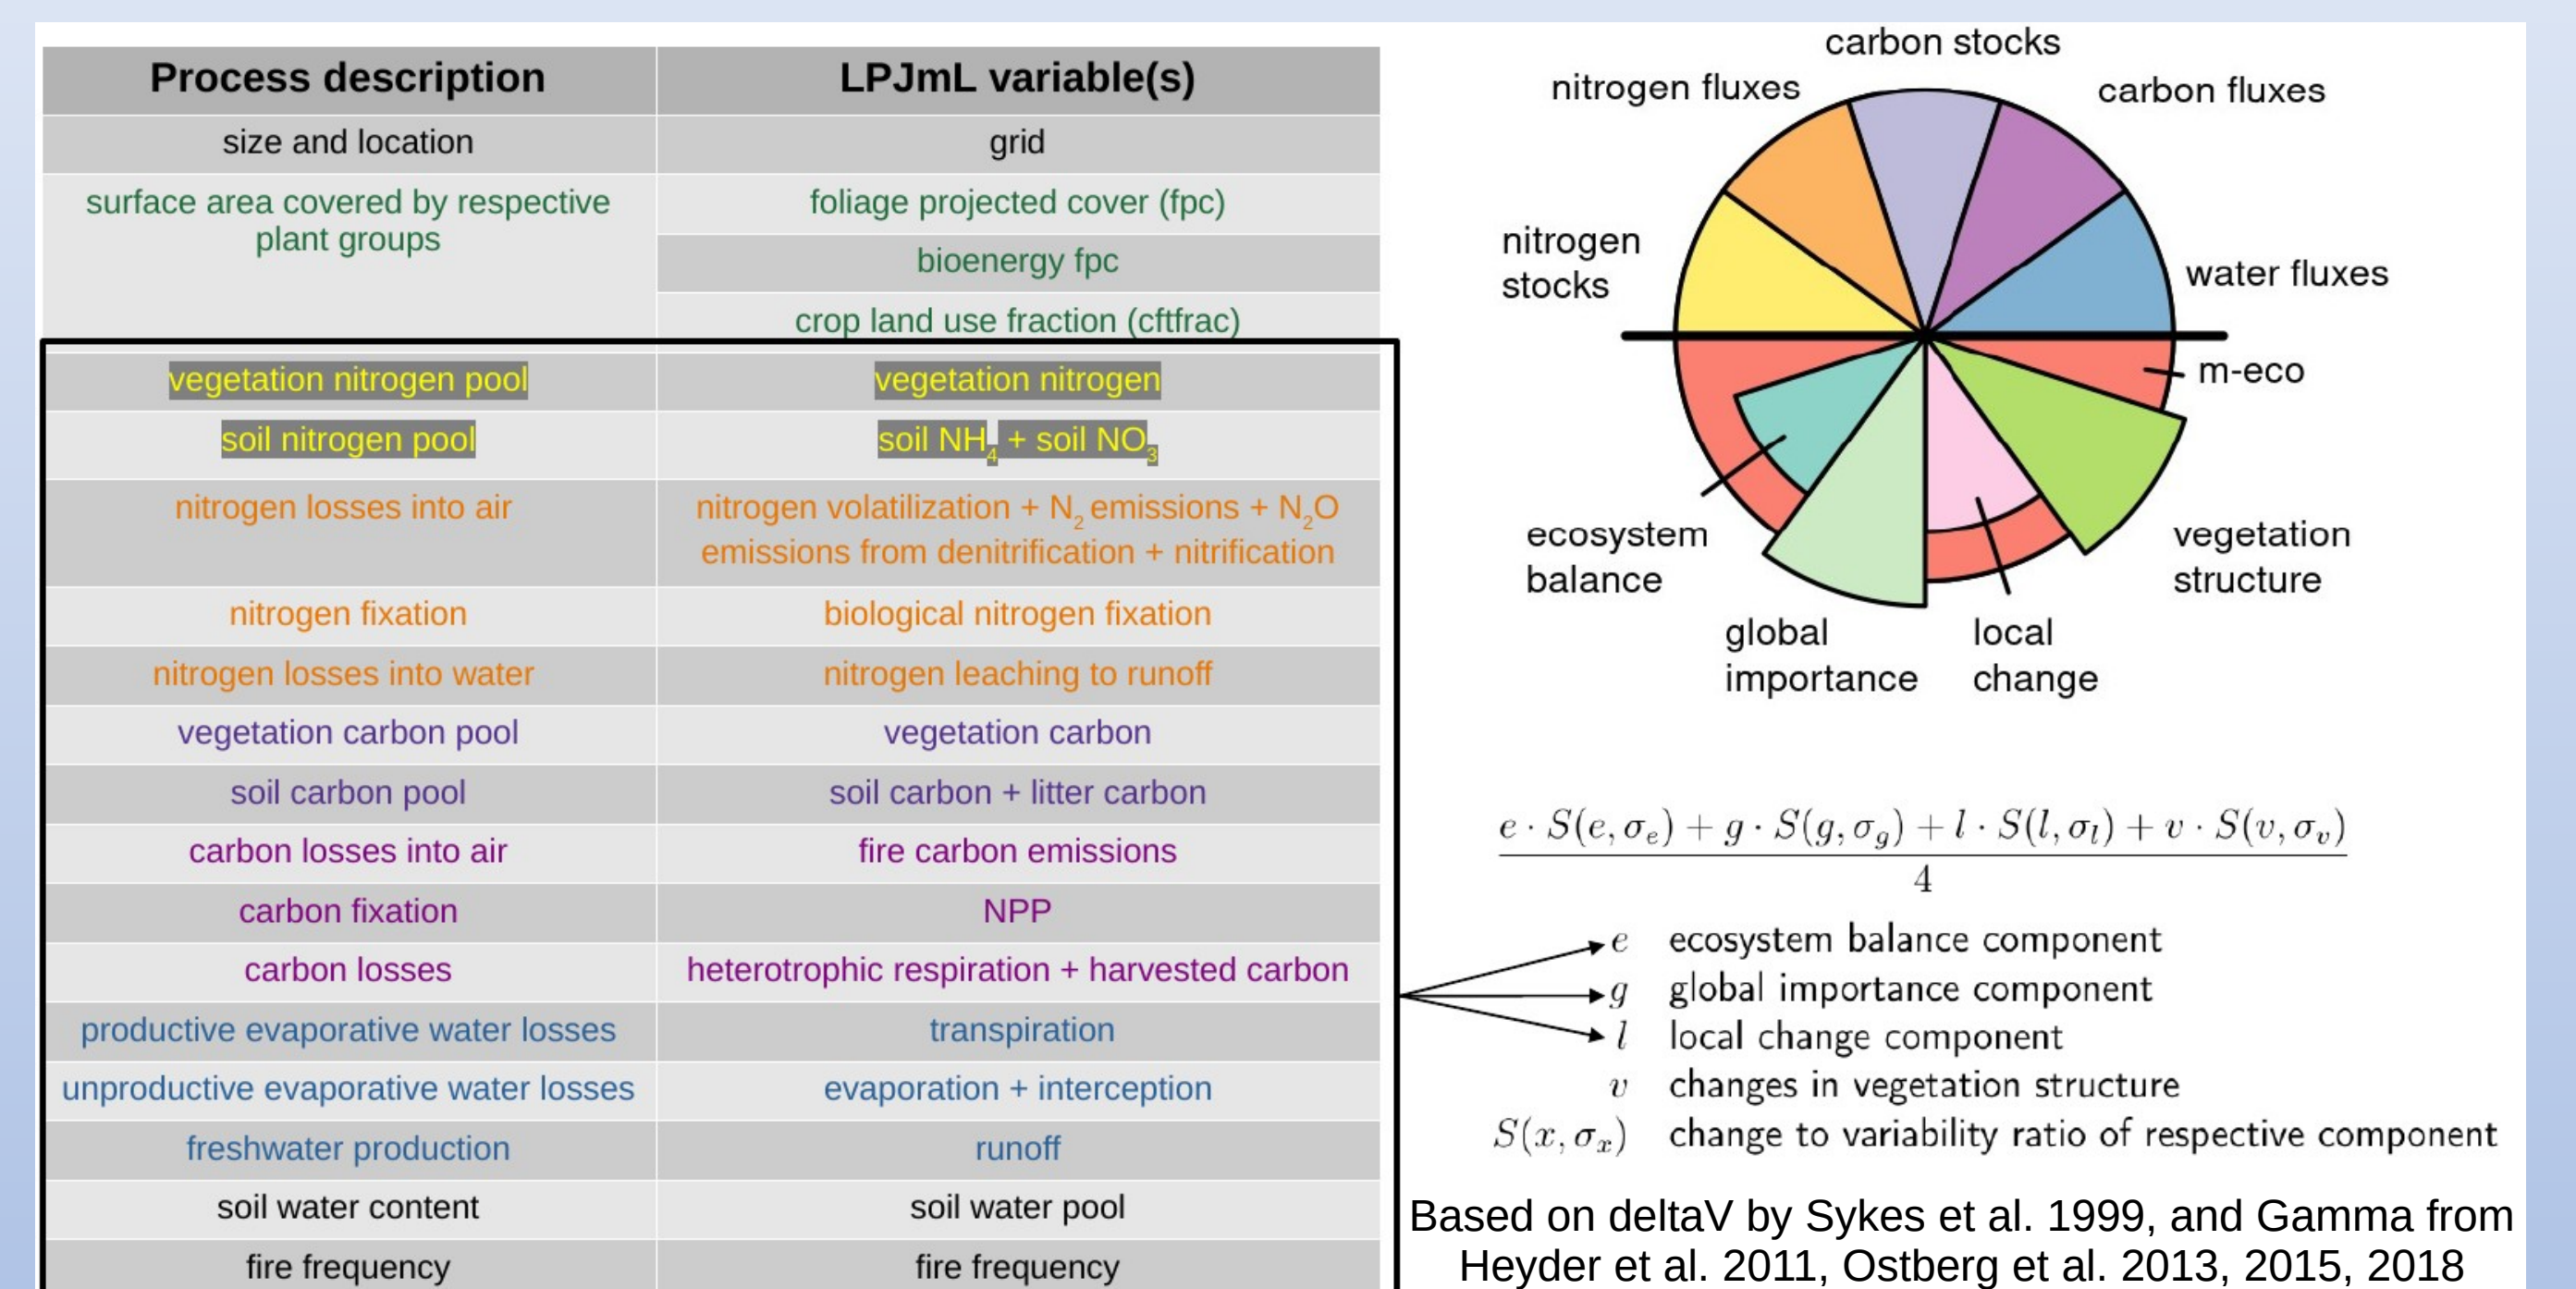 Process description LPJmL variable(s)
size and location grid
surface area covered by respective
plant groups
foliage projected cover (fpc)
bioenergy fpc
crop land use fraction (cftfrac)
vegetation nitrogen pool vegetation nitrogen
soil nitrogen pool soil NH4 + soil NO3
nitrogen losses into air
nitrogen volatilization + N2 emissions + N2O
emissions from denitrification + nitrification
nitrogen fixation biological nitrogen fixation
nitrogen losses into water nitrogen leaching to runoff
vegetation carbon pool vegetation carbon
soil carbon pool soil carbon + litter carbon
carbon losses into air fire carbon emissions
carbon fixation NPP
carbon losses heterotrophic respiration + harvested carbon
productive evaporative water losses transpiration
unproductive evaporative water losses evaporation + interception
freshwater production runoff
soil water content soil water pool
fire frequency fire frequency
carbon stocks
nitrogen fluxes
carbon fluxes
nitrogen
stocks
water fluxes
m-eco
ecosystem
balance
vegetation
structure
global
importance
local
change
e · S(e, σe) + g · S(g, σg) + l · S(l, σl) + v · S(v, σv)
4
e ecosystem balance component
g global importance component
l local change component
v changes in vegetation structure
S(x, σx) change to variability ratio of respective component
Based on deltaV by Sykes et al. 1999, and Gamma from
Heyder et al. 2011, Ostberg et al. 2013, 2015, 2018